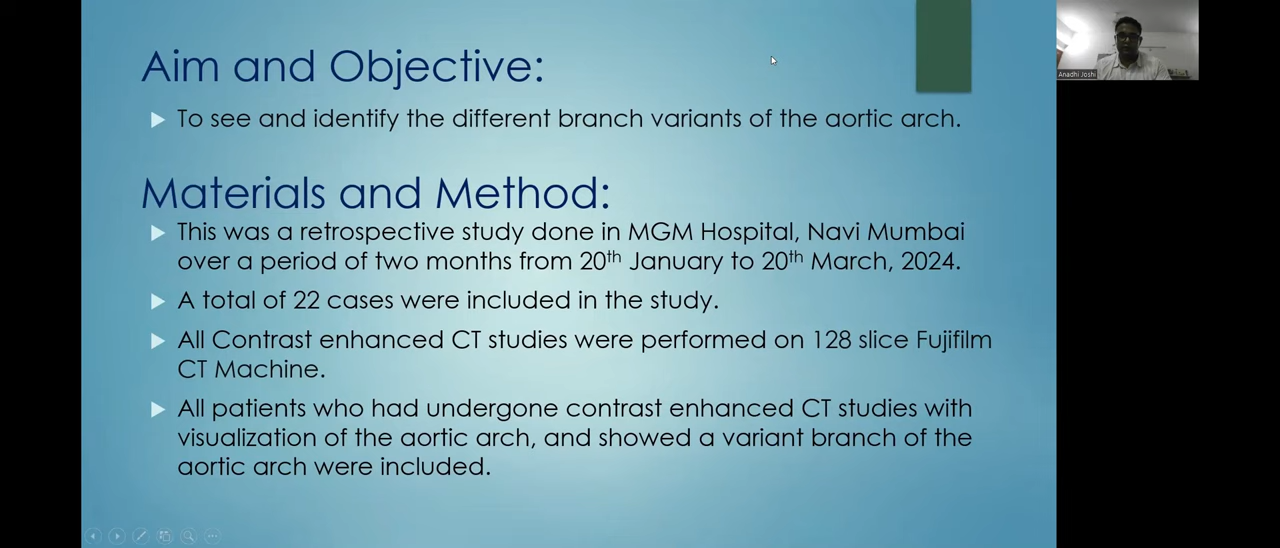 Aim and Objective:
To see and identify the different branch variants of the aortic arch.
Materials and Method:
This was a retrospective study done in MGM Hospital, Navi Mumbai
over a period of two months from 20th January to 20th March, 2024.
A total of 22 cases were included in the study.
All Contrast enhanced CT studies were performed on 128 slice Fujifilm
CT Machine.
All patients who had undergone contrast enhanced CT studies with
visualization of the aortic arch, and showed a variant branch of the
aortic arch were included.
Anadhi Joshi